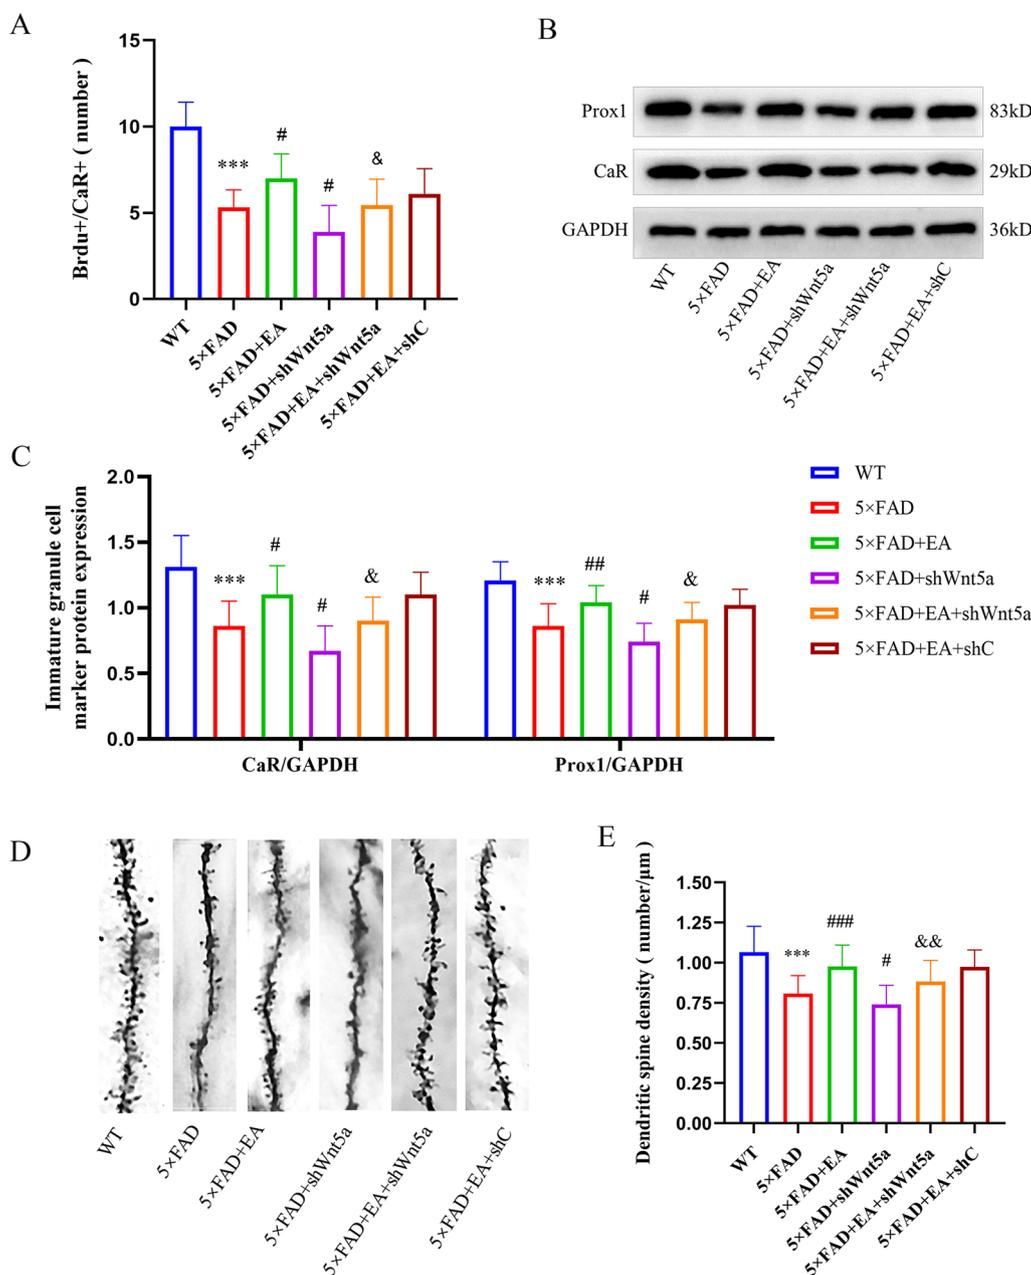 A
Brdu+/CaR+ ( number )
15
10
5
0
***
#
#
&
WT
5×FAD
5×FAD+EA
5×FAD+shWnt5a
5×FAD+EA+shWnt5a
5×FAD+EA+shC
B
Prox1
83kD
CaR
29kD
GAPDH
36kD
WT
5×FAD
5×FAD+EA
5×FAD+shWnt5a
5×FAD+EA+shWnt5a
5×FAD+EA+shC
C
Immature granule cell
marker protein expression
2.0
1.5
1.0
0.5
0.0
***
#
#
&
***
##
#
&
CaR/GAPDH
Prox1/GAPDH
WT
5×FAD
5×FAD+EA
5×FAD+shWnt5a
5×FAD+EA+shWnt5a
5×FAD+EA+shC
D
WT
5×FAD
5×FAD+EA
5×FAD+shWnt5a
5×FAD+EA+shWnt5a
5×FAD+EA+shC
E
Dendritic spine density ( number/μm )
1.50
1.25
1.00
0.75
0.50
0.25
0.00
***
###
#
&&
WT
5×FAD
5×FAD+EA
5×FAD+shWnt5a
5×FAD+EA+shWnt5a
5×FAD+EA+shC